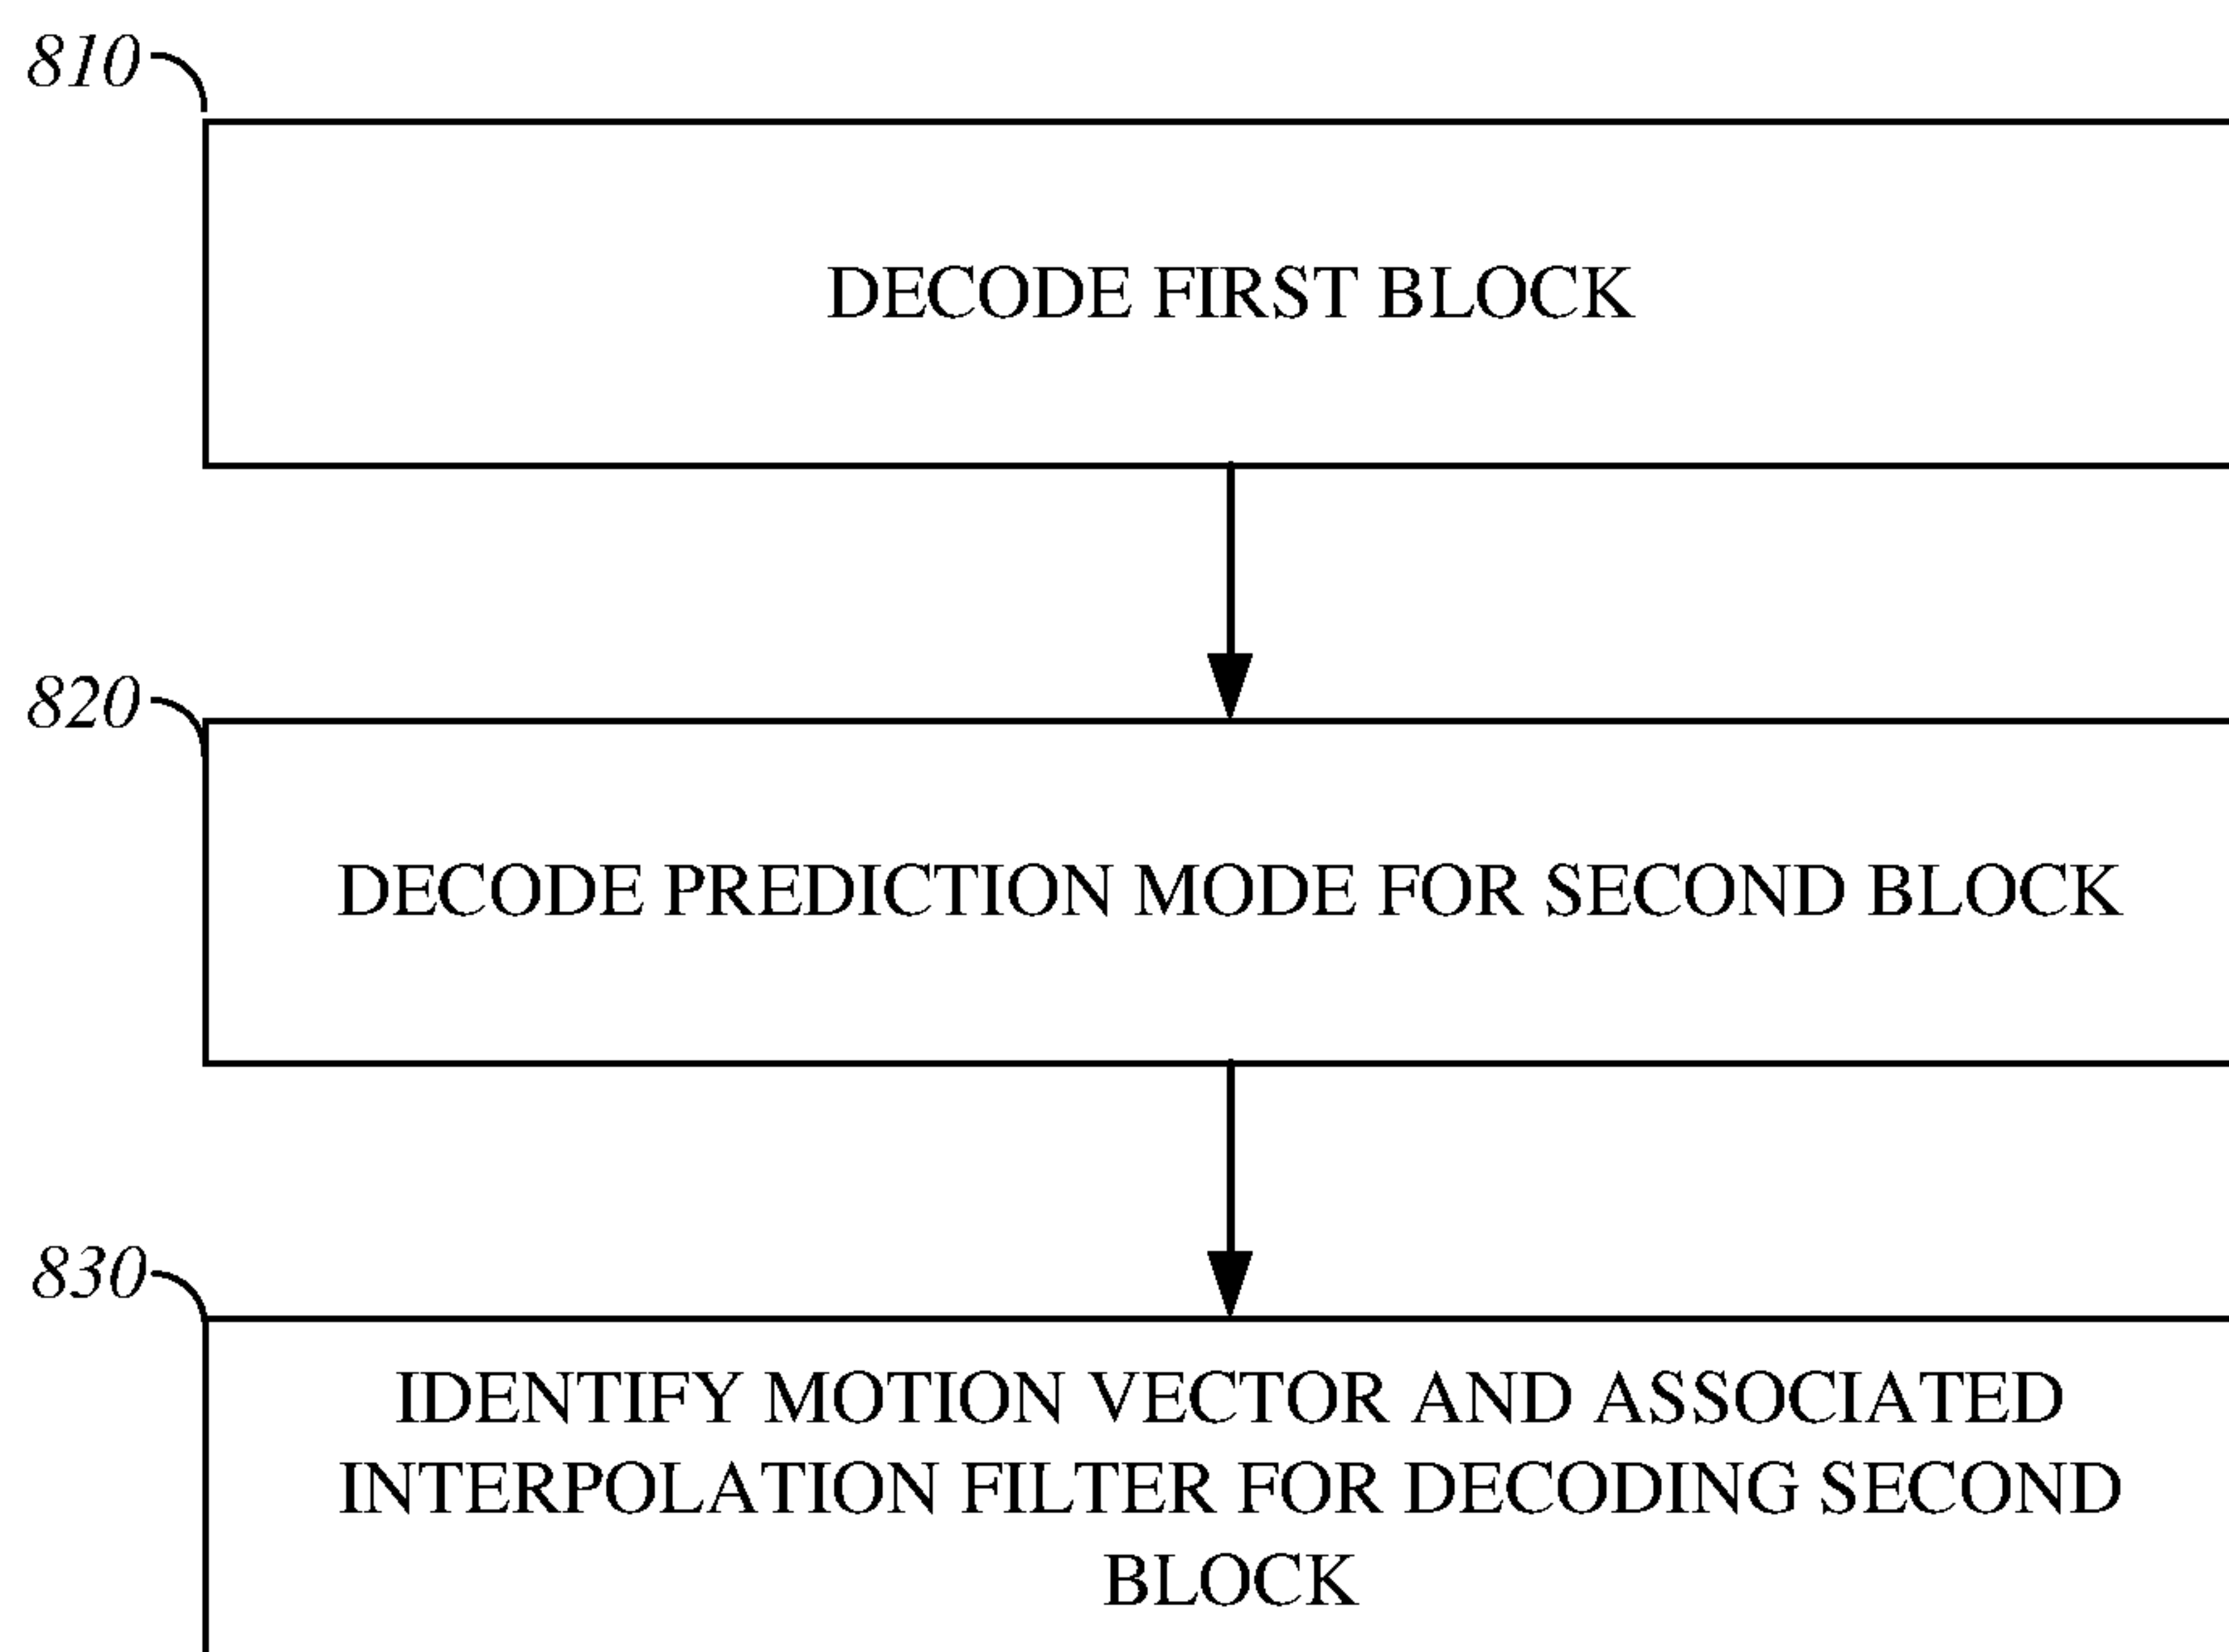 810
DECODE FIRST BLOCK
820
DECODE PREDICTION MODE FOR SECOND BLOCK
830
IDENTIFY MOTION VECTOR AND ASSOCIATED
INTERPOLATION FILTER FOR DECODING SECOND
BLOCK